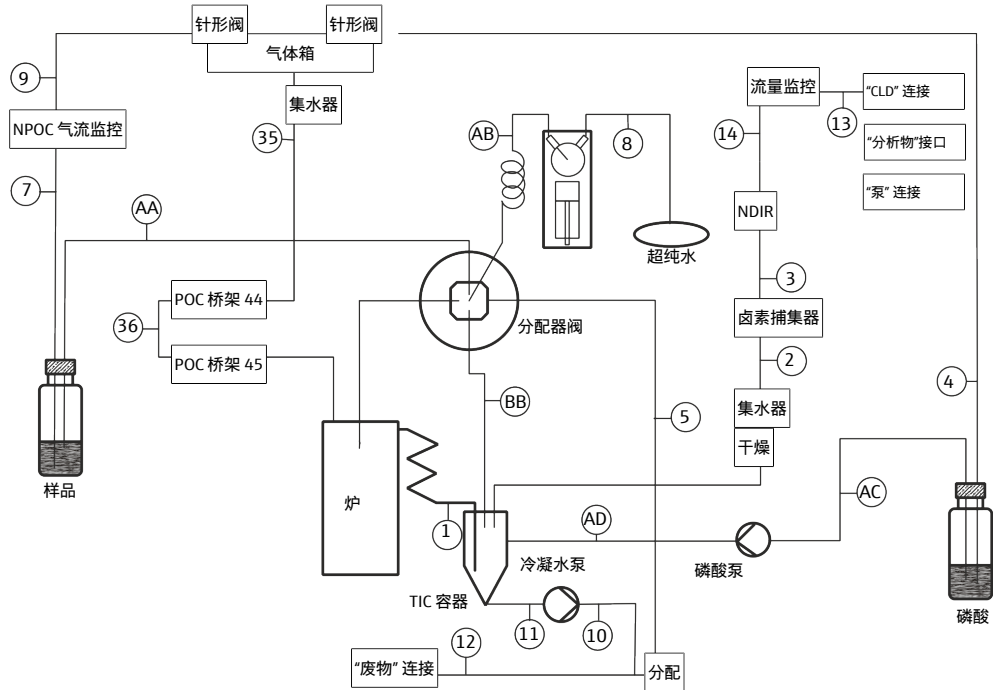 针形阀
针形阀
气体箱
9
集水器
流量监控
“CLD” 连接
13
14
NPOC 气流监控
35
AB
8
“分析物”接口
7
“泵” 连接
AA
NDIR
超纯水
3
POC 桥架 44
36
分配器阀
卤素捕集器
POC 桥架 45
2
4
BB
5
集水器
干燥
样品
炉
AC
1
AD
冷凝水泵
磷酸泵
TIC 容器
磷酸
11
10
12
“废物” 连接
分配